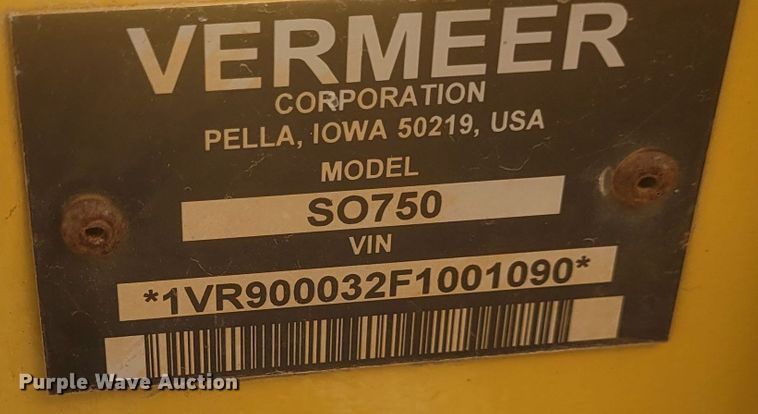 VERMEER
CORPORATION
PELLA, IOWA 50219, USA
MODEL
SO750
VIN
*1VR900032F1001090*
Purple Wave Auction